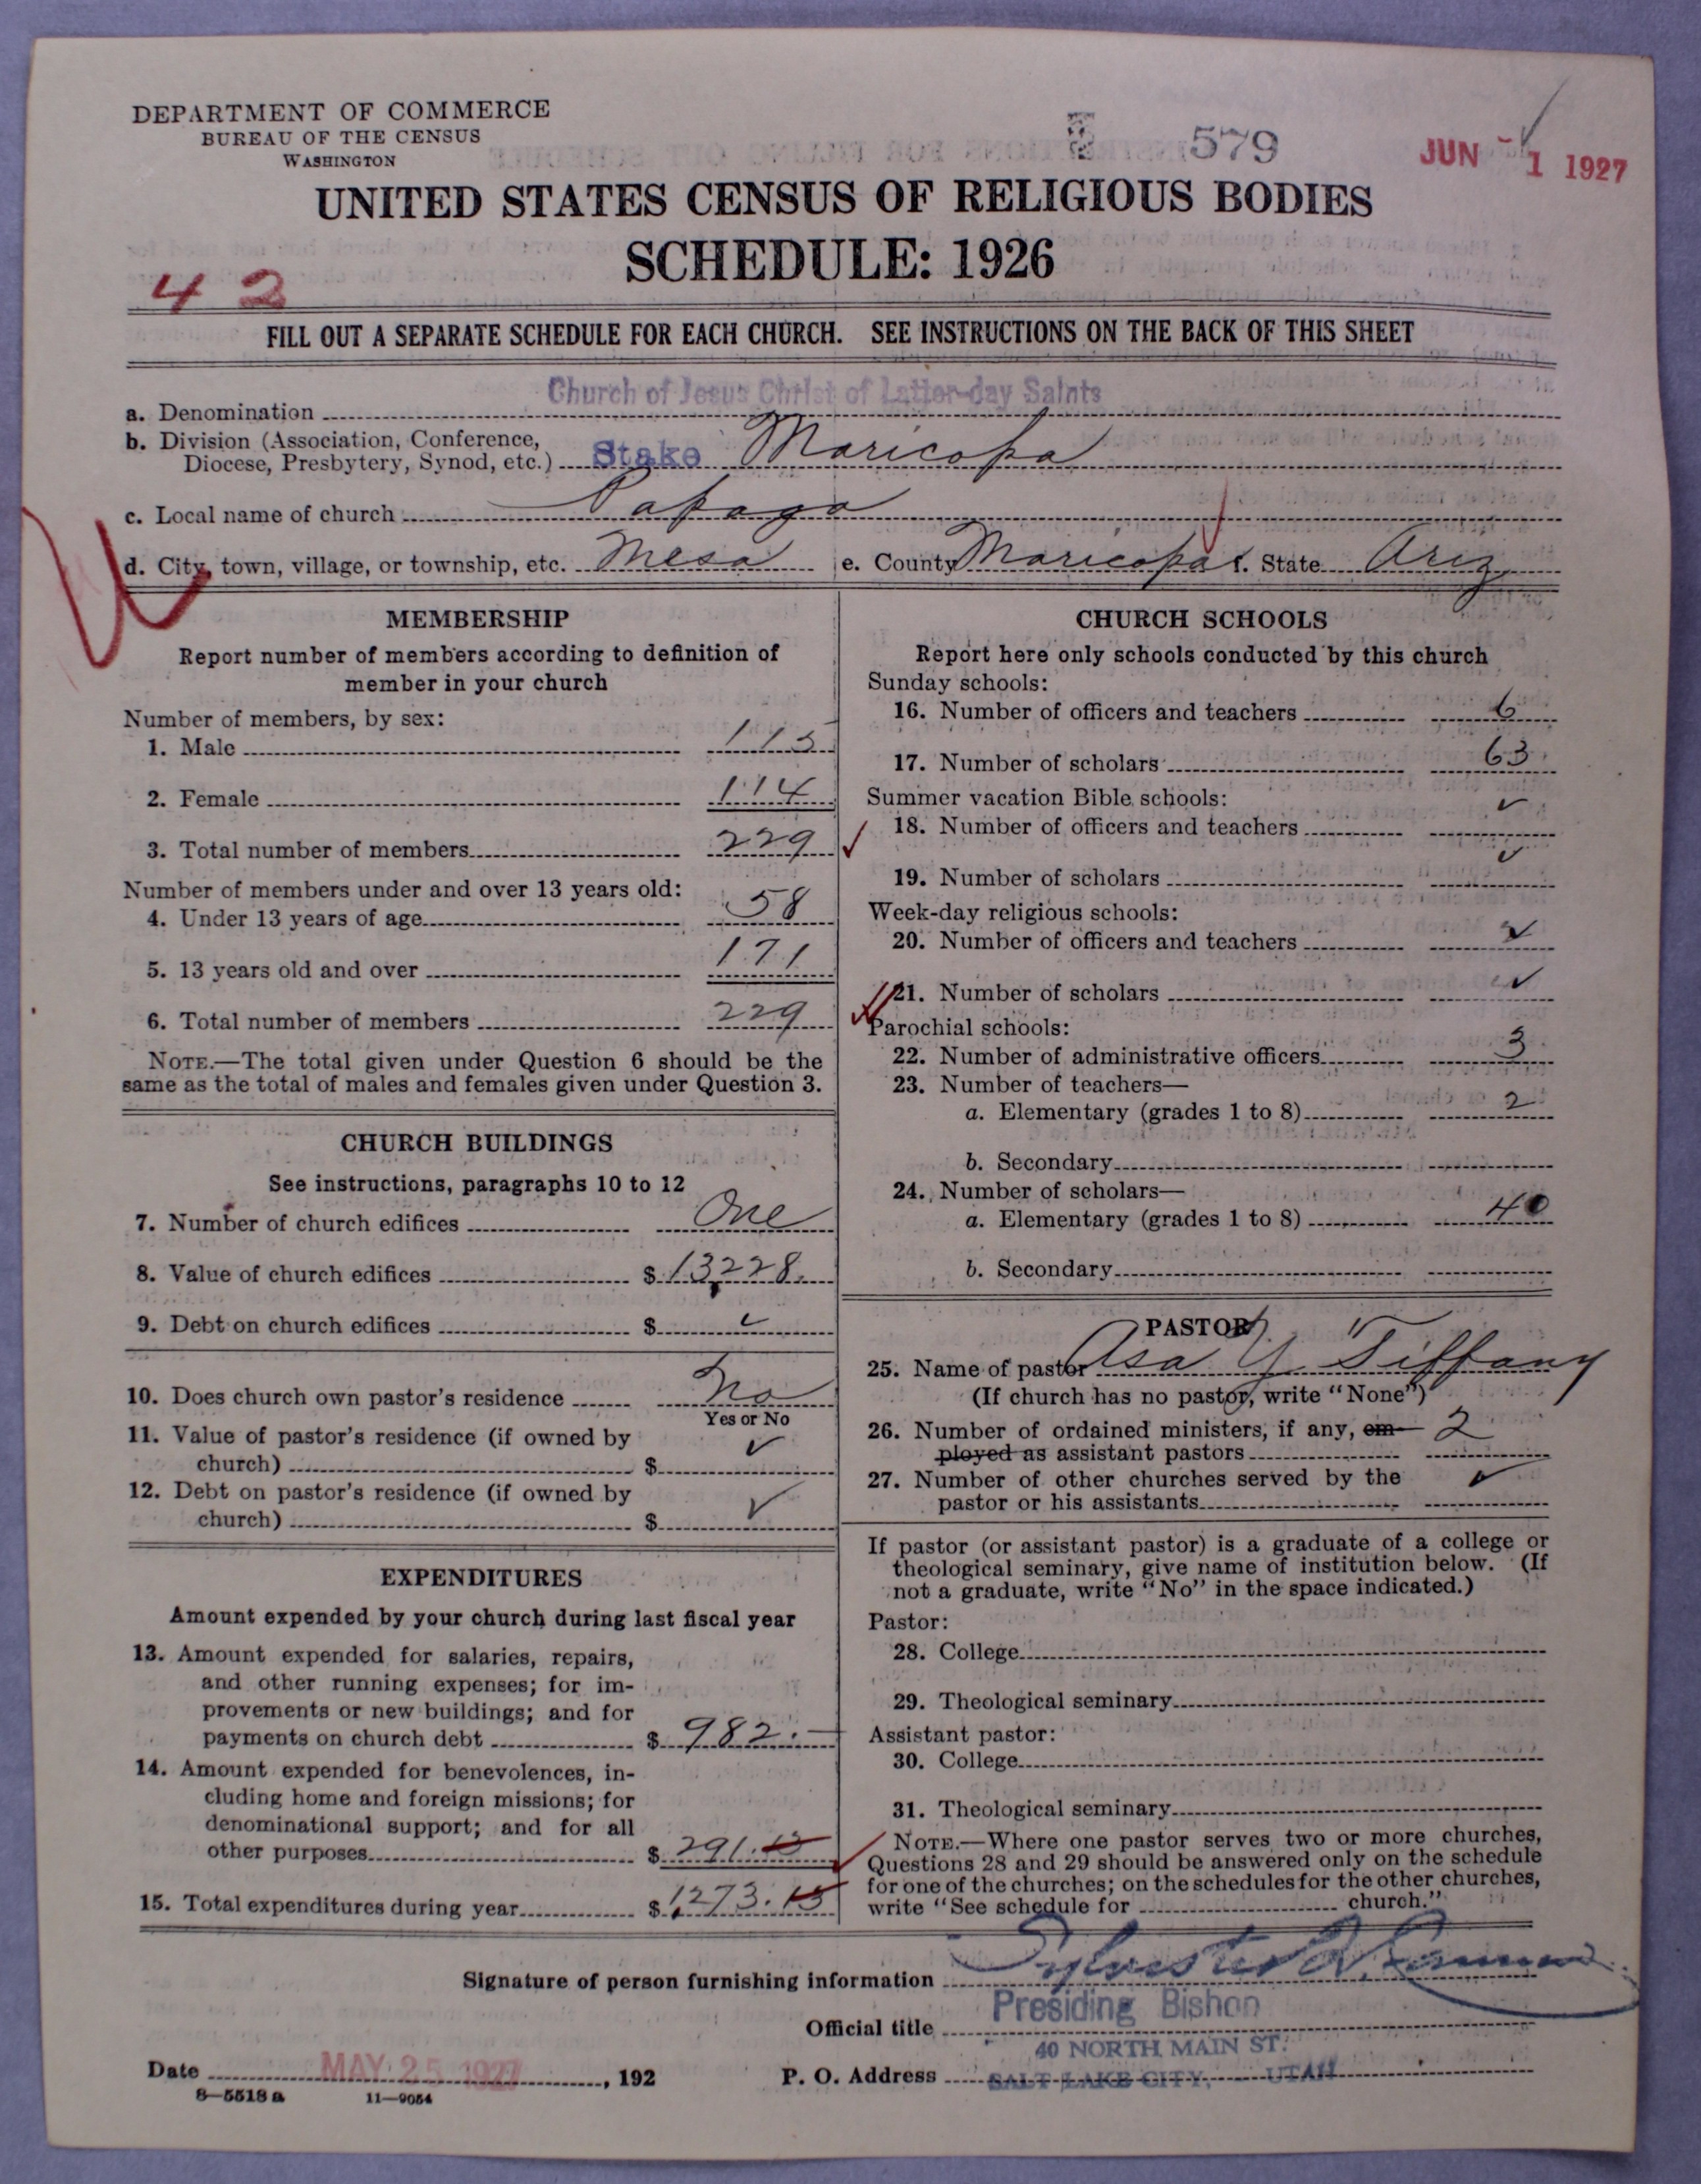 DEPARTMENT OF COMMERCE
BUREAU OF THE CENSUS
WASHINGTON
579
JUN - 1 1927
UNITED STATES CENSUS OF RELIGIOUS BODIES
SCHEDULE: 1926
4 2
FILL OUT A SEPARATE SCHEDULE FOR EACH CHURCH. SEE INSTRUCTIONS ON THE BACK OF THIS SHEET
a. Denomination Church of Jesus Christ of Latter-day Saints
b. Division (Association, Conference,
Diocese, Presbytery, Synod, etc.) Stake Maricopa
c. Local name of church Papago
d. City, town, village, or township, etc. Mesa e. County Maricopa f. State Ariz
MEMBERSHIP
Report number of members according to definition of
member in your church
Number of members, by sex:
1. Male 115
2. Female 114
3. Total number of members 229
Number of members under and over 13 years old:
4. Under 13 years of age 58
5. 13 years old and over 171
6. Total number of members 229
NOTE.—The total given under Question 6 should be the
same as the total of males and females given under Question 3.
CHURCH BUILDINGS
See instructions, paragraphs 10 to 12
7. Number of church edifices One
8. Value of church edifices $ 13,228.
9. Debt on church edifices $ ✓
10. Does church own pastor's residence No
Yes or No
11. Value of pastor's residence (if owned by
church) $ ✓
12. Debt on pastor's residence (if owned by
church) $ ✓
EXPENDITURES
Amount expended by your church during last fiscal year
13. Amount expended for salaries, repairs,
and other running expenses; for im-
provements or new buildings; and for
payments on church debt $ 982.—
14. Amount expended for benevolences, in-
cluding home and foreign missions; for
denominational support; and for all
other purposes $ 291.15
15. Total expenditures during year $ 1,273.15
CHURCH SCHOOLS
Report here only schools conducted by this church
Sunday schools:
16. Number of officers and teachers 6
17. Number of scholars 63
Summer vacation Bible schools:
18. Number of officers and teachers ✓
19. Number of scholars ✓
Week-day religious schools:
20. Number of officers and teachers ✓
21. Number of scholars ✓
Parochial schools:
22. Number of administrative officers 3
23. Number of teachers—
a. Elementary (grades 1 to 8) 2
b. Secondary
24. Number of scholars—
a. Elementary (grades 1 to 8) 40
b. Secondary
PASTOR
25. Name of pastor Asa Y. Tiffany
(If church has no pastor, write "None")
26. Number of ordained ministers, if any, em-
ployed as assistant pastors 2
27. Number of other churches served by the
pastor or his assistants ✓
If pastor (or assistant pastor) is a graduate of a college or
theological seminary, give name of institution below. (If
not a graduate, write "No" in the space indicated.)
Pastor:
28. College
29. Theological seminary
Assistant pastor:
30. College
31. Theological seminary
NOTE.—Where one pastor serves two or more churches,
Questions 28 and 29 should be answered only on the schedule
for one of the churches; on the schedules for the other churches,
write "See schedule for church."
Signature of person furnishing information Sylvester Q. Cannon
Official title Presiding Bishop
Date MAY 25 1927, 192 P. O. Address 40 NORTH MAIN ST.
SALT LAKE CITY, - UTAH
8—5518 a 11—9054